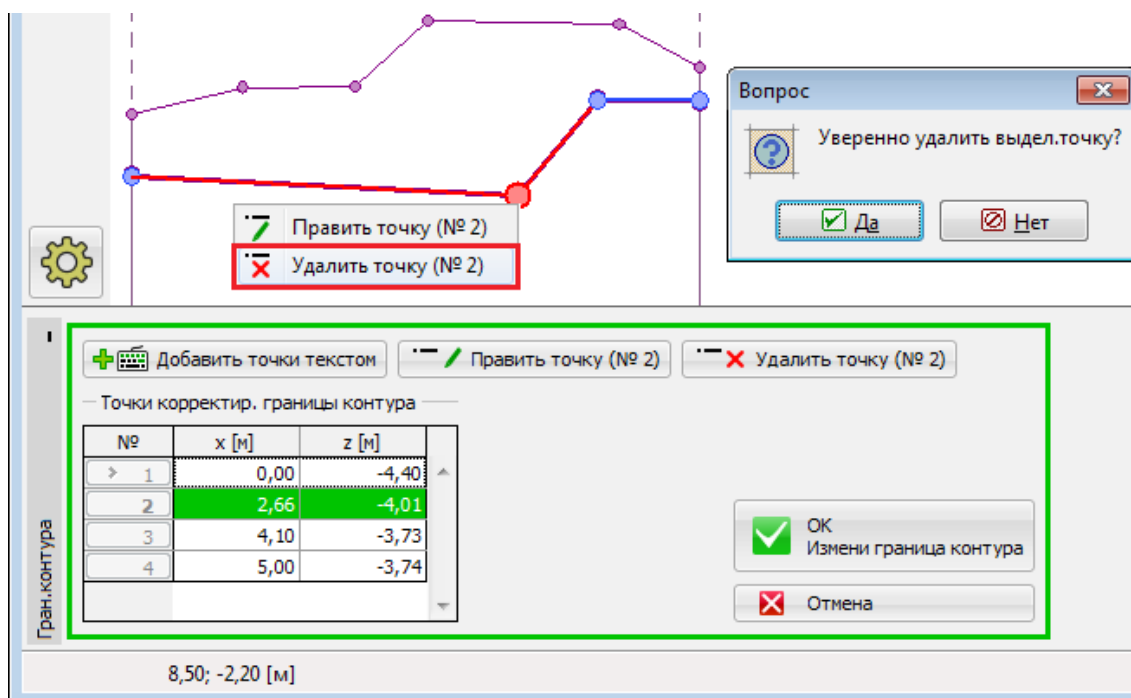 Вопрос
Уверенно удалить выдел.точку?
Да
Нет
Править точку (№ 2)
Удалить точку (№ 2)
Добавить точки текстом
Править точку (№ 2)
Удалить точку (№ 2)
Точки корректир. границы контура
№ x [м] z [м]
1 0,00 -4,40
2 2,66 -4,01
3 4,10 -3,73
4 5,00 -3,74
OK
Измени граница контура
Отмена
Гран.контура
8,50; -2,20 [м]